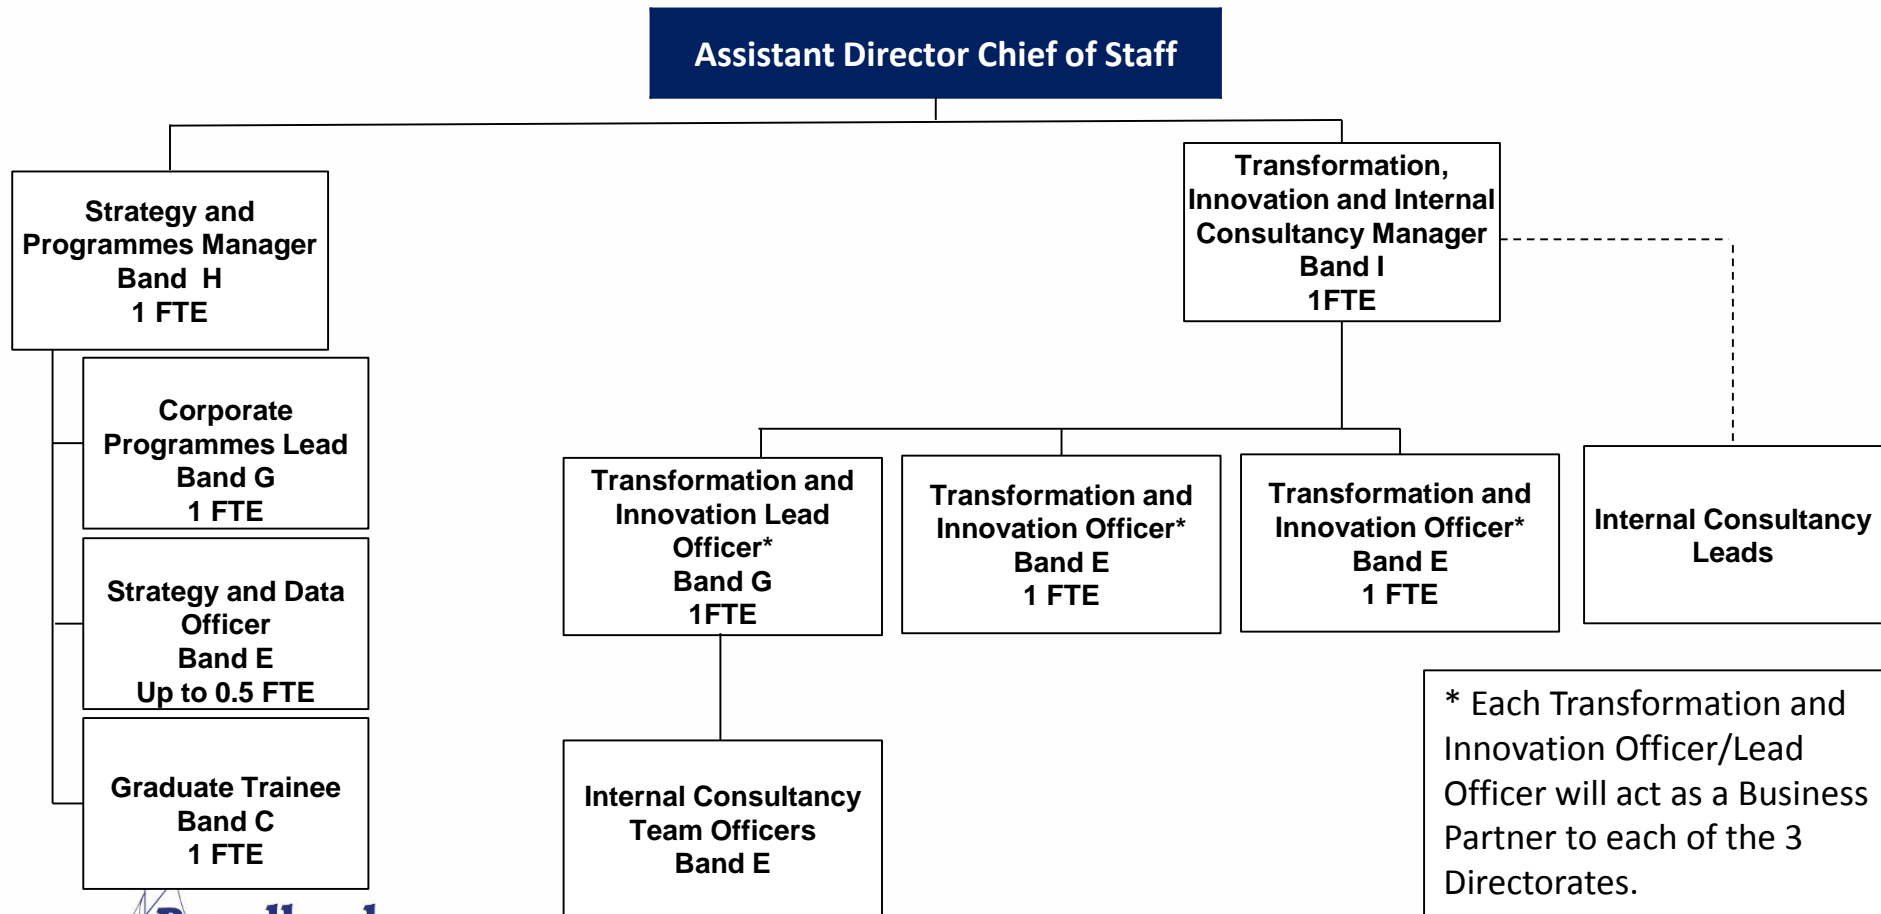 Assistant Director Chief of Staff
Strategy and
Programmes Manager
Band H
1 FTE
Corporate
Programmes Lead
Band G
1 FTE
Strategy and Data
Officer
Band E
Up to 0.5 FTE
Graduate Trainee
Band C
1 FTE
Transformation,
Innovation and Internal
Consultancy Manager
Band I
1FTE
Transformation and
Innovation Lead
Officer*
Band G
1FTE
Internal Consultancy
Team Officers
Band E
Transformation and
Innovation Officer*
Band E
1 FTE
Transformation and
Innovation Officer*
Band E
1 FTE
Internal Consultancy
Leads
* Each Transformation and
Innovation Officer/Lead
Officer will act as a Business
Partner to each of the 3
Directorates.